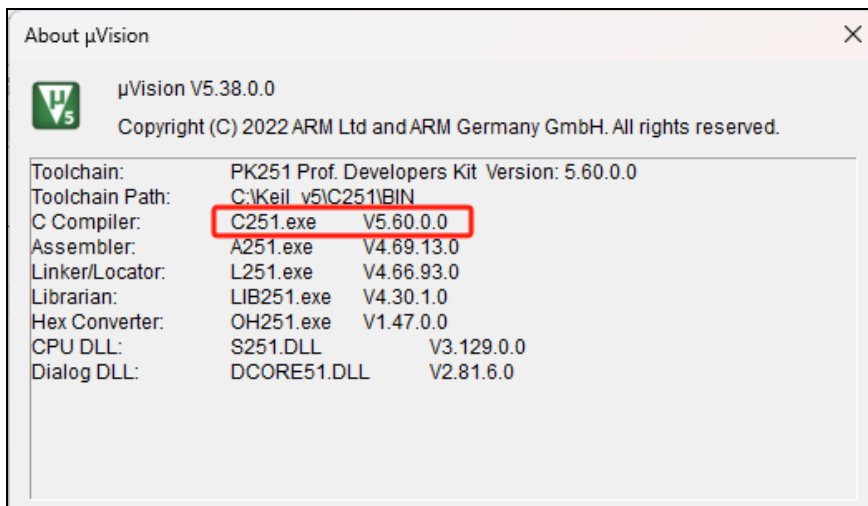 About µVision
µVision V5.38.0.0
Copyright (C) 2022 ARM Ltd and ARM Germany GmbH. All rights reserved.
Toolchain: PK251 Prof. Developers Kit Version: 5.60.0.0
Toolchain Path: C:\Keil_v5\C251\BIN
C Compiler: C251.exe V5.60.0.0
Assembler: A251.exe V4.69.13.0
Linker/Locator: L251.exe V4.66.93.0
Librarian: LIB251.exe V4.30.1.0
Hex Converter: OH251.exe V1.47.0.0
CPU DLL: S251.DLL V3.129.0.0
Dialog DLL: DCORE51.DLL V2.81.6.0